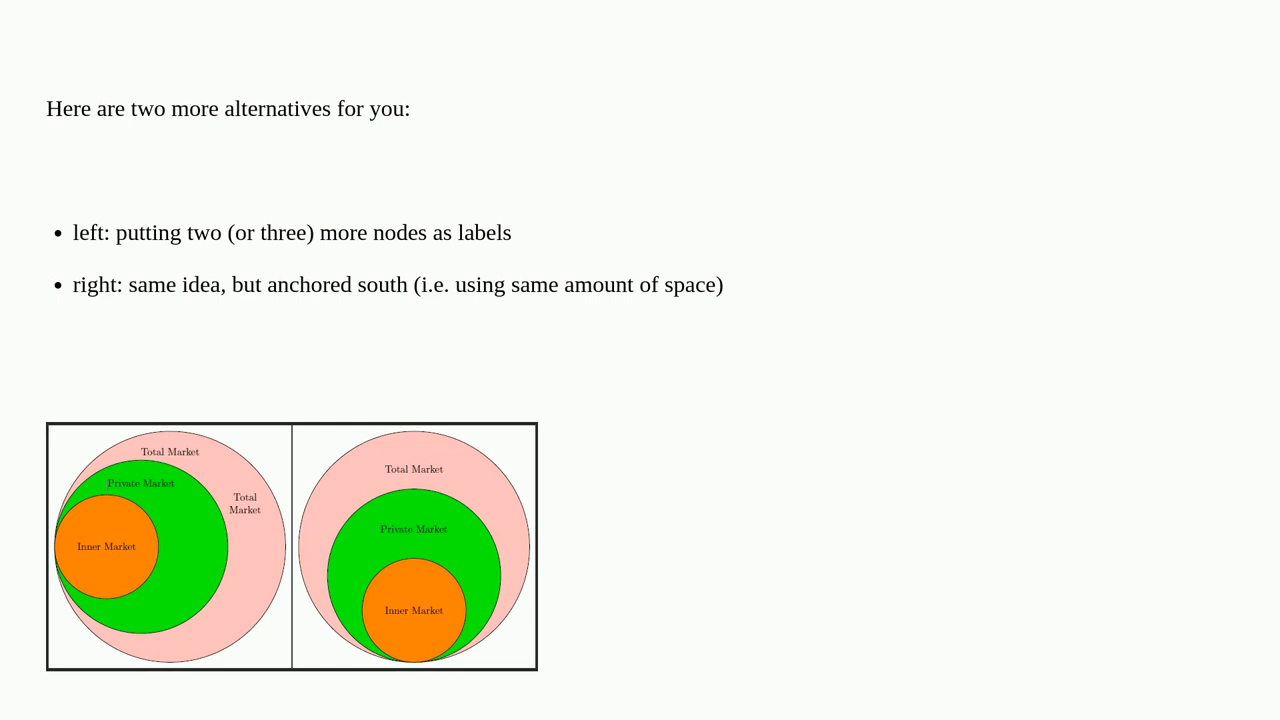 Here are two more alternatives for you:
• left: putting two (or three) more nodes as labels
• right: same idea, but anchored south (i.e. using same amount of space)
Total Market
Private Market
Total
Market
Inner Market
Total Market
Private Market
Inner Market